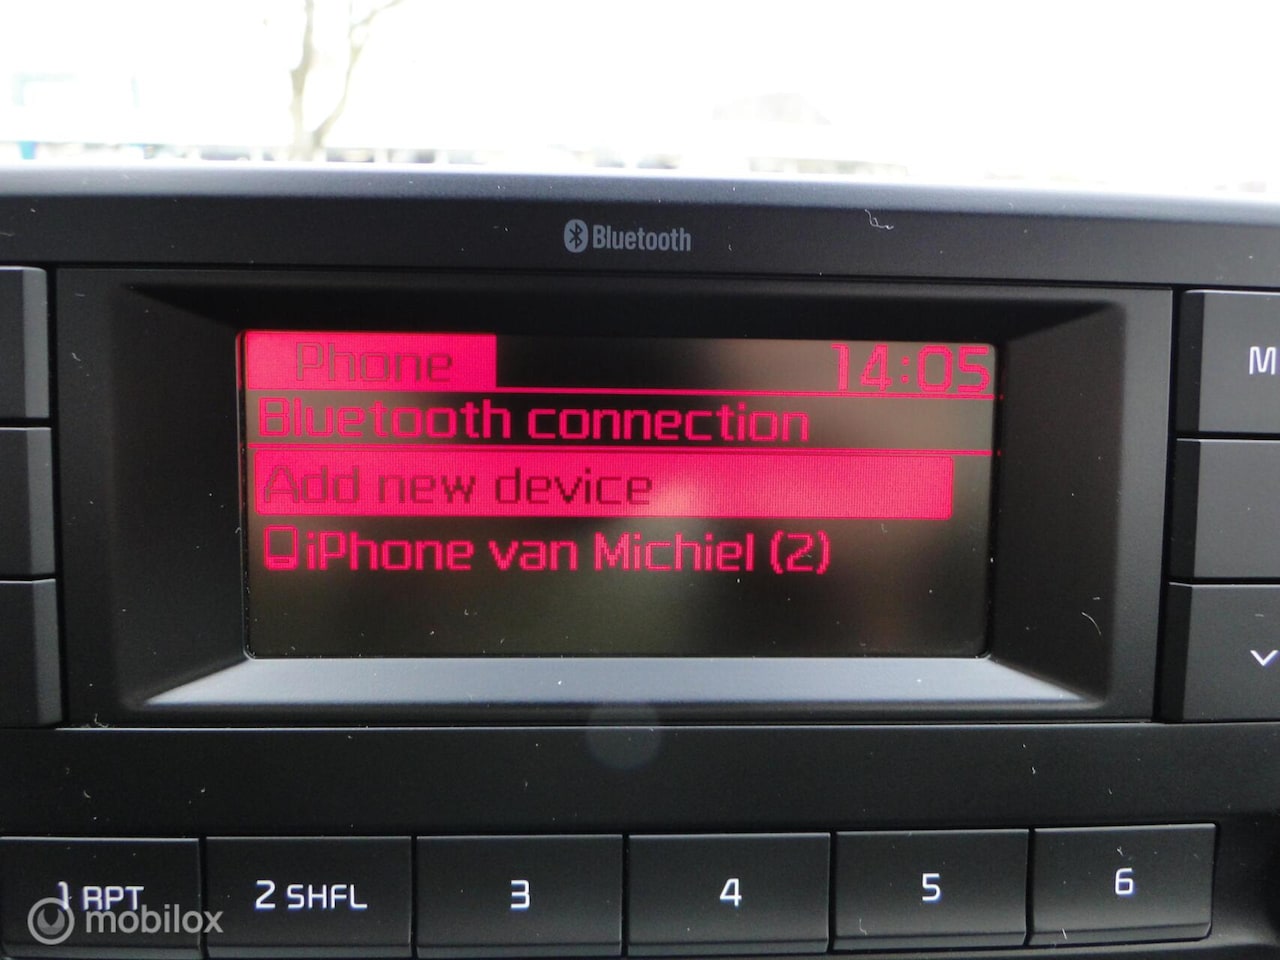 Bluetooth
Phone 14:05
Bluetooth connection
Add new device
iPhone van Michiel (2)
M
1 RPT 2 SHFL 3 4 5 6
mobilox